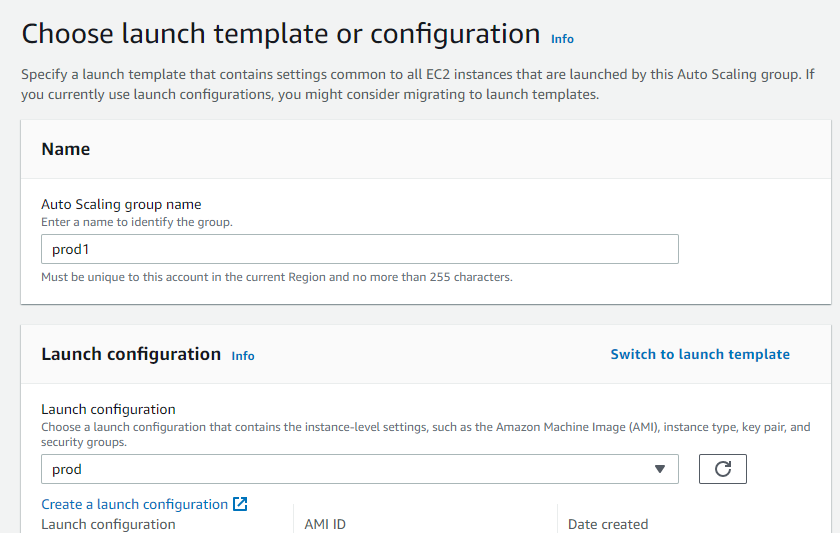 Choose launch template or configuration Info
Specify a launch template that contains settings common to all EC2 instances that are launched by this Auto Scaling group. If
you currently use launch configurations, you might consider migrating to launch templates.
Name
Auto Scaling group name
Enter a name to identify the group.
prod1
Must be unique to this account in the current Region and no more than 255 characters.
Launch configuration Info Switch to launch template
Launch configuration
Choose a launch configuration that contains the instance-level settings, such as the Amazon Machine Image (AMI), instance type, key pair, and
security groups.
prod
Create a launch configuration
Launch configuration AMI ID Date created